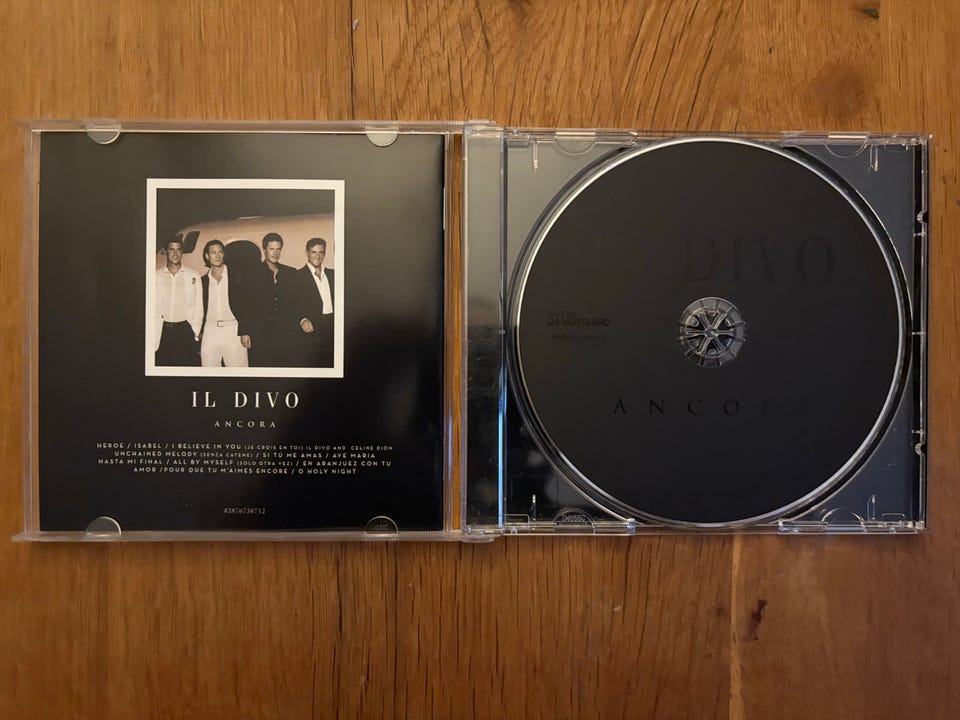 IL DIVO
ANCORA
HEROE / ISABEL / I BELIEVE IN YOU (JE CROIS EN TOI) IL DIVO AND CELINE DION
UNCHAINED MELODY (SENZA CATENE) / SI TÚ ME AMAS / AVE MARIA
HASTA MI FINAL / ALL BY MYSELF (SOLO OTRA VEZ) / EN ARANJUEZ CON TU
AMOR /POUR QUE TU M'AIMES ENCORE / O HOLY NIGHT
82876738712
DIVO
music
ANCORA